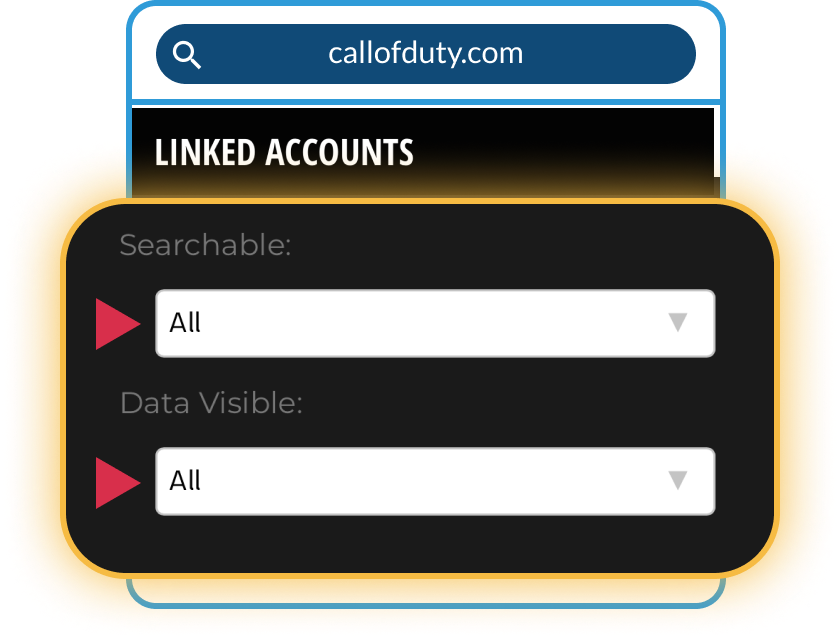 callofduty.com
LINKED ACCOUNTS
Searchable:
All
Data Visible:
All